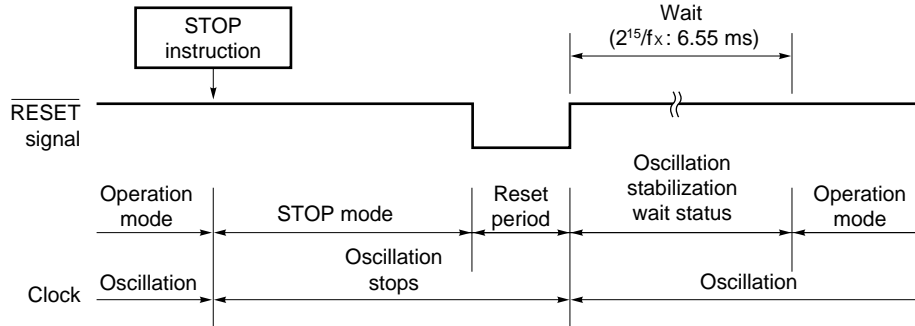 STOP
instruction
Wait
(2¹⁵/fx : 6.55 ms)
RESET
signal
Operation
mode
STOP mode
Reset
period
Oscillation
stabilization
wait status
Operation
mode
Clock
Oscillation
Oscillation
stops
Oscillation